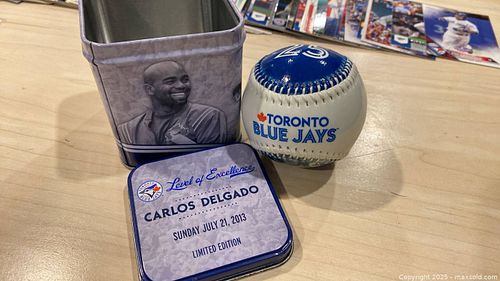 TORONTO
BLUE JAYS
Level of Excellence
CARLOS DELGADO
SUNDAY JULY 21, 2013
LIMITED EDITION
Copyright 2025 - maxsold.com